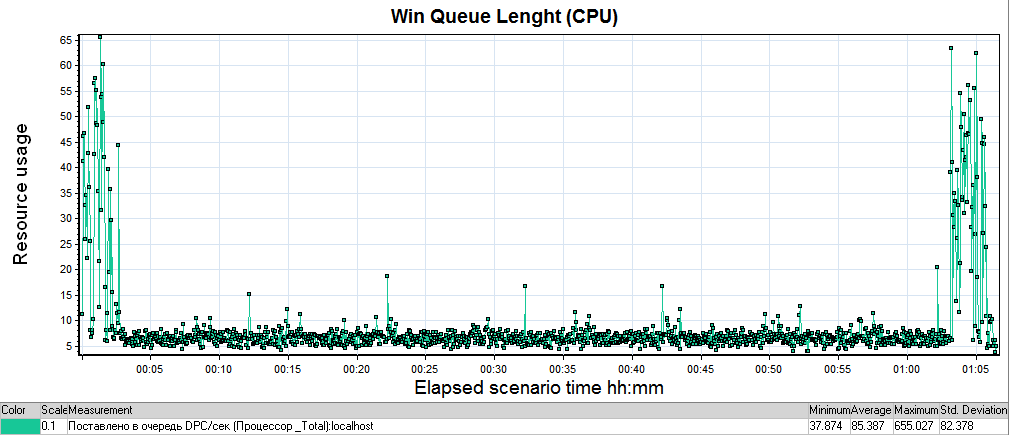 Win Queue Lenght (CPU)
Resource usage
65
60
55
50
45
40
35
30
25
20
15
10
5
00:05 00:10 00:15 00:20 00:25 00:30 00:35 00:40 00:45 00:50 00:55 01:00 01:05
Elapsed scenario time hh:mm
Color Scale Measurement Minimum Average Maximum Std. Deviation
0.1 Поставлено в очередь DPC/сек (Процессор _Total):localhost 37.874 85.387 655.027 82.378